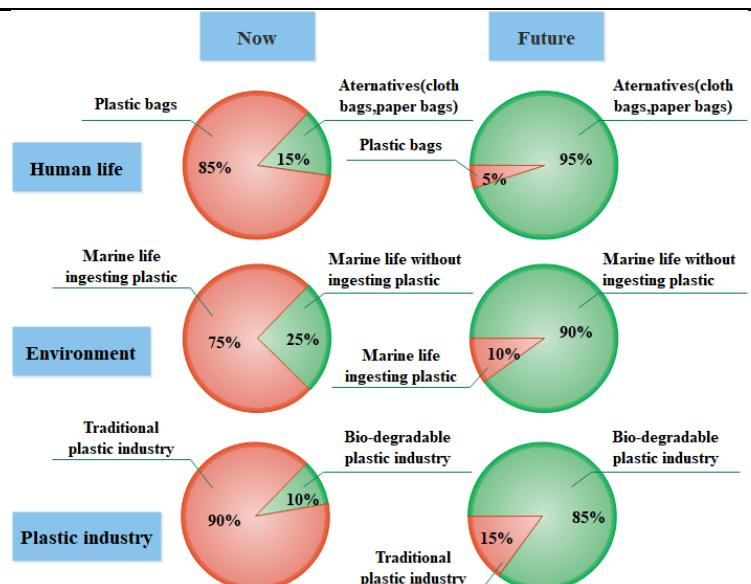 Now
Future
Plastic bags
Aternatives(cloth
bags,paper bags)
85%
15%
Human life
Aternatives(cloth
bags,paper bags)
Plastic bags
95%
5%
Marine life
ingesting plastic
Marine life without
ingesting plastic
75%
25%
Environment
Marine life without
ingesting plastic
90%
10%
Marine life
ingesting plastic
Traditional
plastic industry
Bio-degradable
plastic industry
90%
10%
Plastic industry
Bio-degradable
plastic industry
85%
15%
Traditional
plastic industry